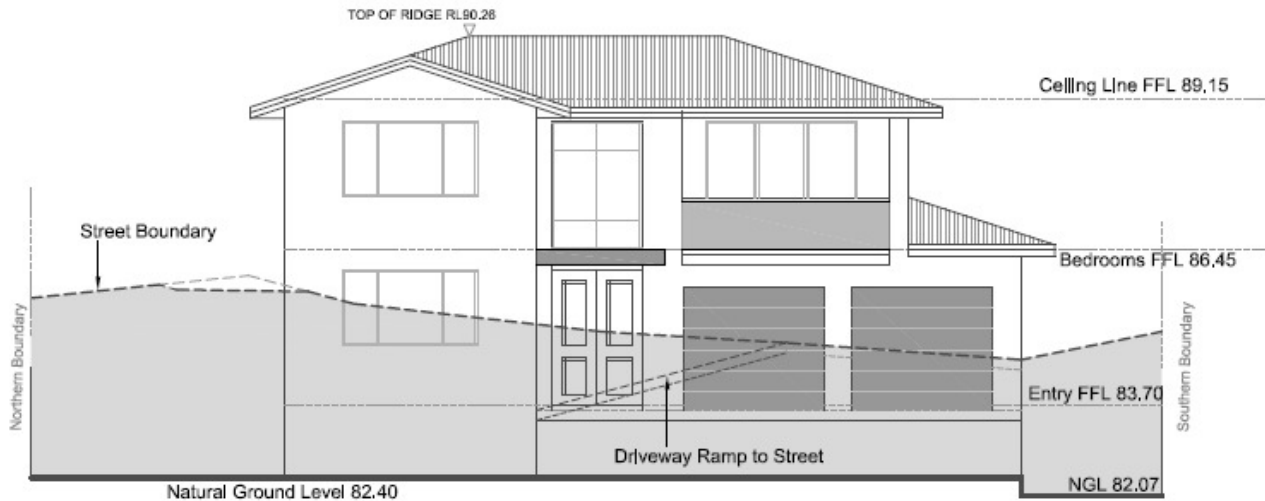 TOP OF RIDGE RL90.26
Ceiling Line FFL 89.15
Street Boundary
Bedrooms FFL 86.45
Northern Boundary
Southern Boundary
Entry FFL 83.70
Driveway Ramp to Street
Natural Ground Level 82.40
NGL 82.07